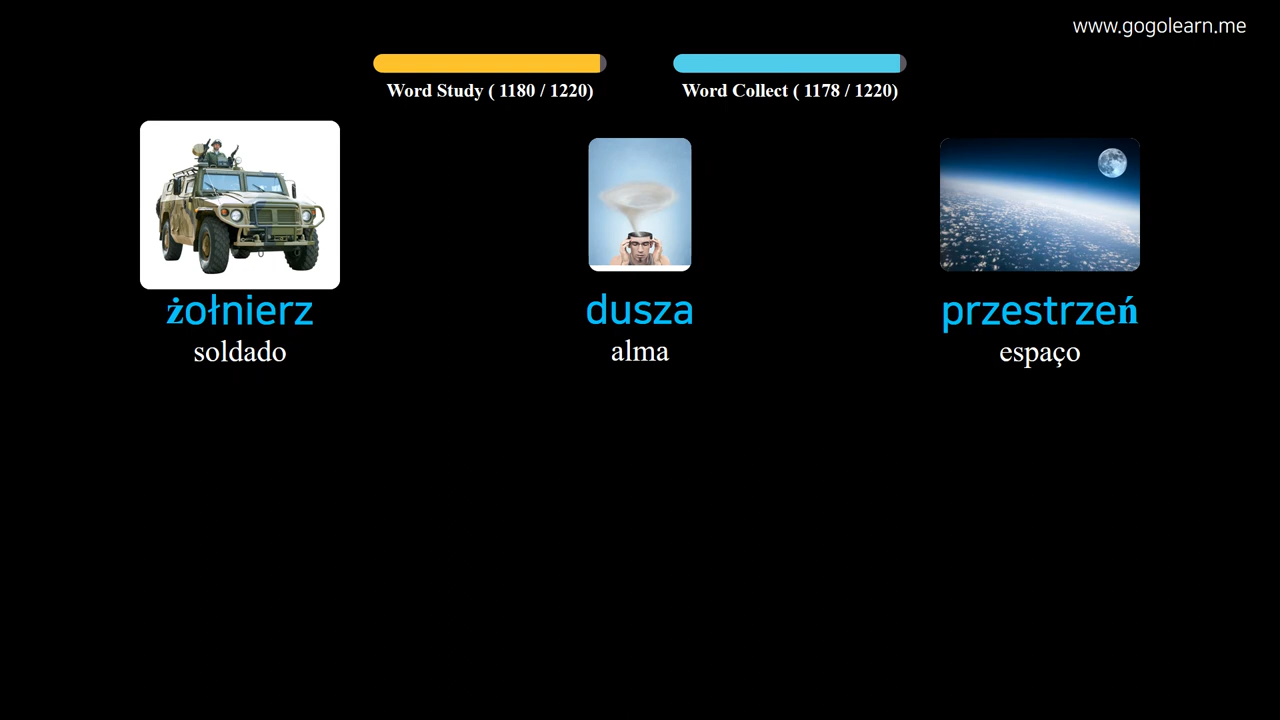 www.gogolearn.me
Word Study ( 1180 / 1220)
Word Collect ( 1178 / 1220)
żołnierz
soldado
dusza
alma
przestrzeń
espaço